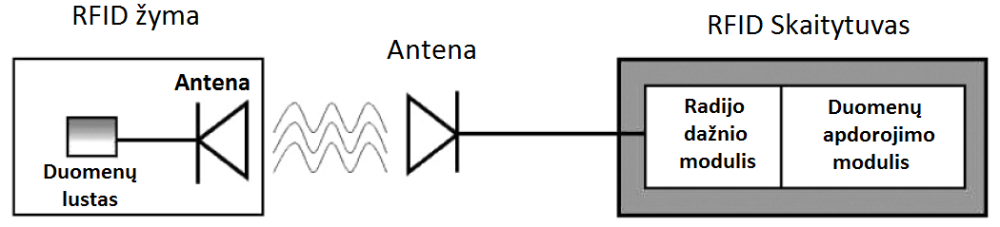 RFID žyma
Antena
RFID Skaitytuvas
Antena
Duomenų
lustas
Radijo
dažnio
modulis
Duomenų
apdorojimo
modulis